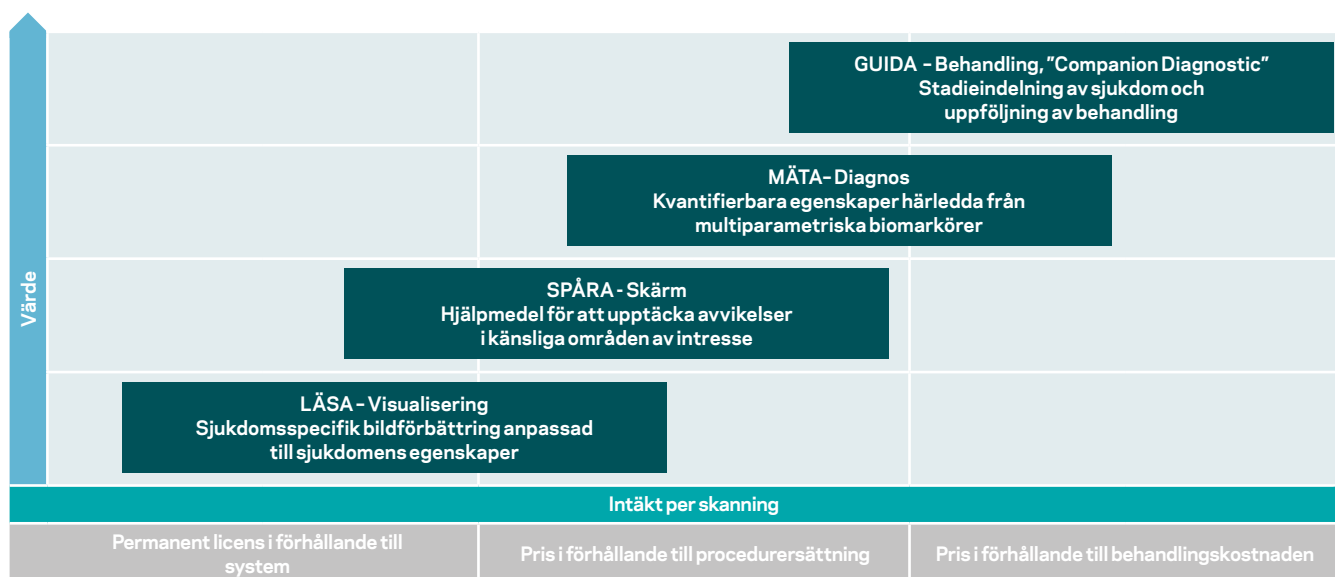 GUIDA – Behandling, ”Companion Diagnostic”
Stadieindelning av sjukdom och
uppföljning av behandling
MÄTA– Diagnos
Kvantifierbara egenskaper härledda från
multiparametriska biomarkörer
SPÅRA - Skärm
Hjälpmedel för att upptäcka avvikelser
i känsliga områden av intresse
LÄSA – Visualisering
Sjukdomsspecifik bildförbättring anpassad
till sjukdomens egenskaper
Värde
Intäkt per skanning
Permanent licens i förhållande till
system
Pris i förhållande till procedurersättning
Pris i förhållande till behandlingskostnaden